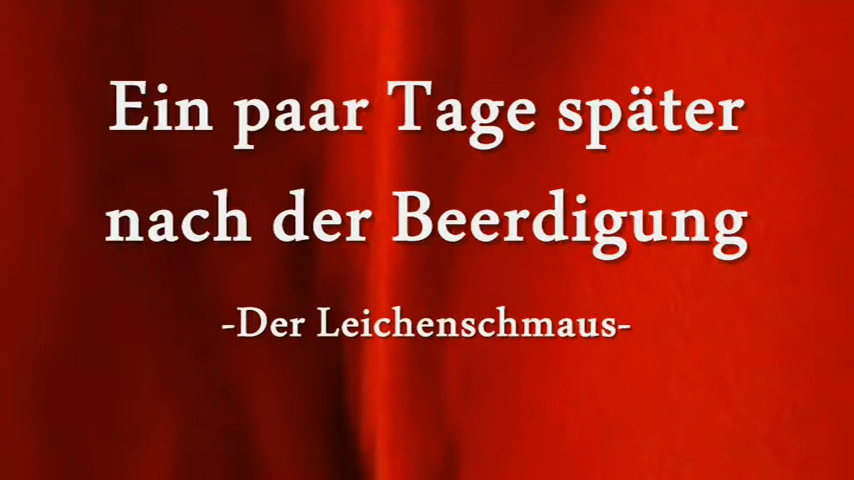 Ein paar Tage später
nach der Beerdigung
-Der Leichenschmaus-